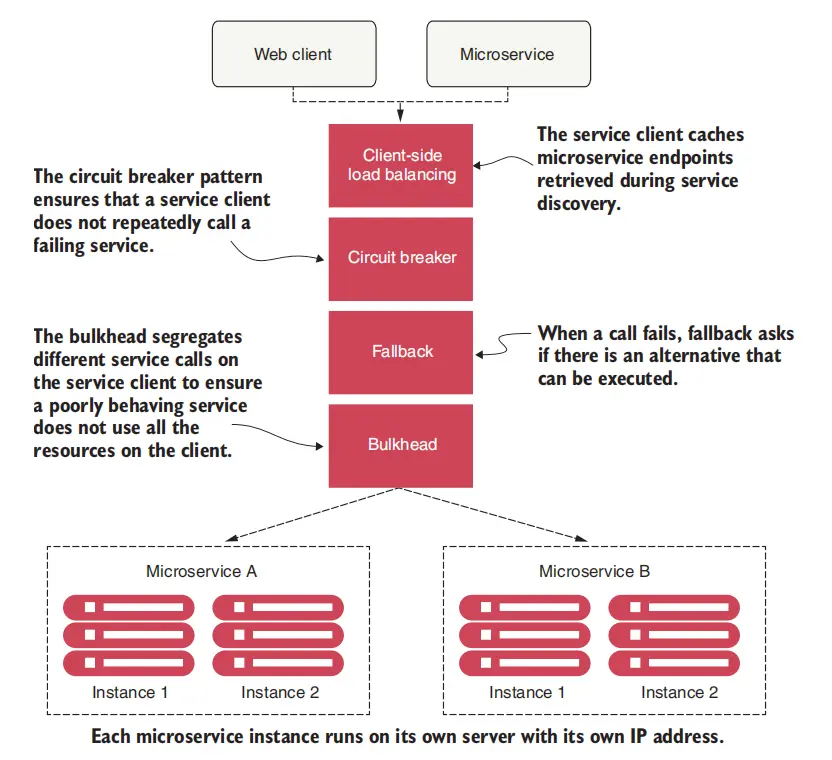 Web client
Microservice
Client-side
load balancing
The service client caches
microservice endpoints
retrieved during service
discovery.
The circuit breaker pattern
ensures that a service client
does not repeatedly call a
failing service.
Circuit breaker
Fallback
When a call fails, fallback asks
if there is an alternative that
can be executed.
The bulkhead segregates
different service calls on
the service client to ensure
a poorly behaving service
does not use all the
resources on the client.
Bulkhead
Microservice A
Instance 1
Instance 2
Microservice B
Instance 1
Instance 2
Each microservice instance runs on its own server with its own IP address.